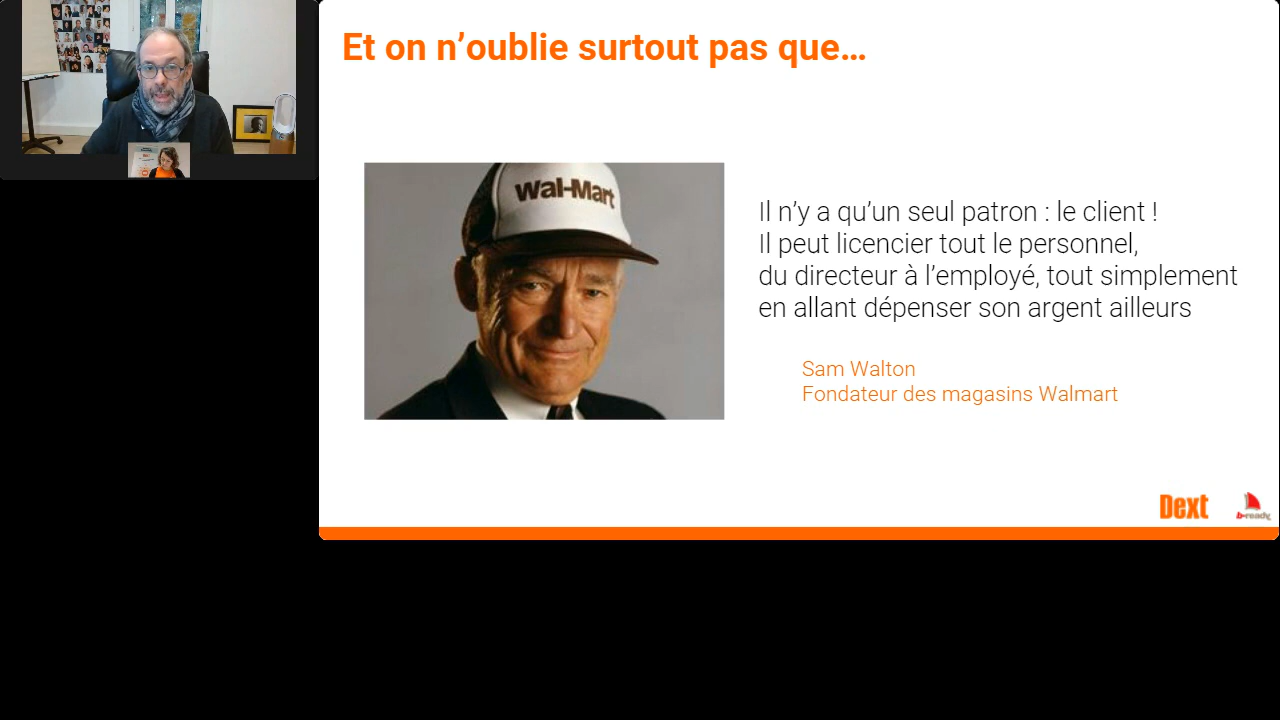 Et on n’oublie surtout pas que…
Wal-Mart
Il n’y a qu’un seul patron : le client !
Il peut licencier tout le personnel,
du directeur à l’employé, tout simplement
en allant dépenser son argent ailleurs
Sam Walton
Fondateur des magasins Walmart
Dext
b-ready